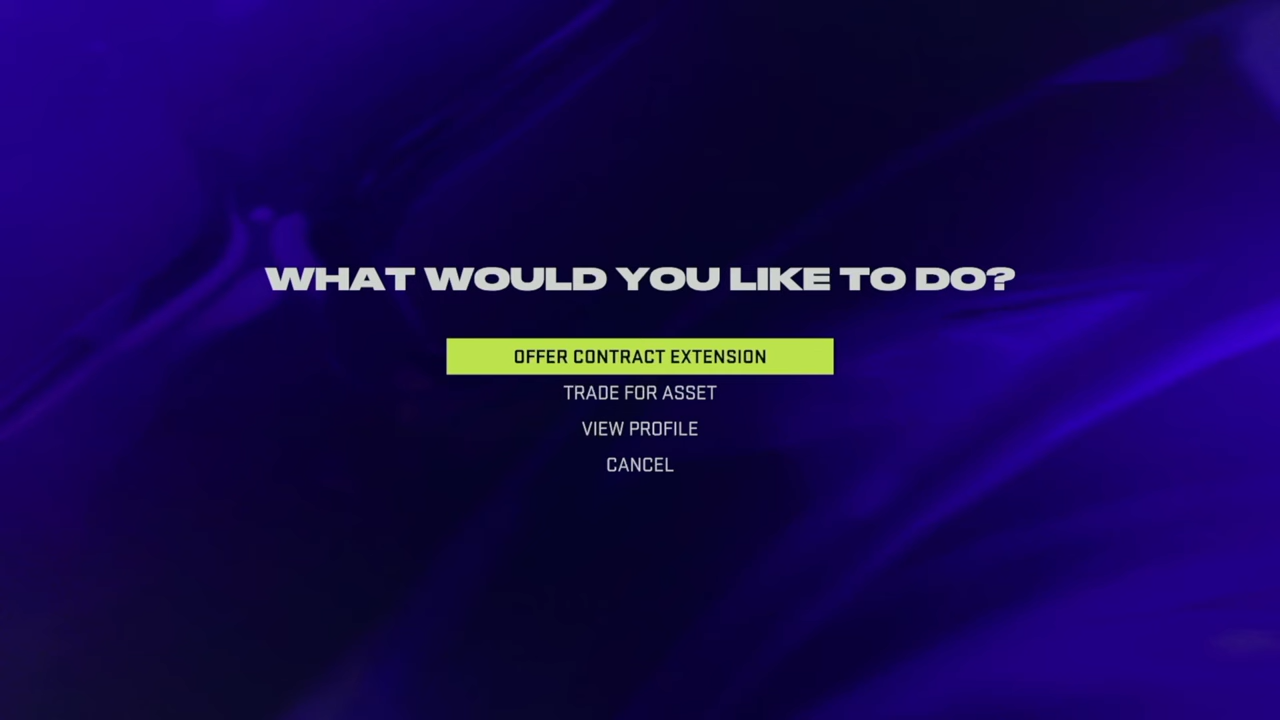 WHAT WOULD YOU LIKE TO DO?
OFFER CONTRACT EXTENSION
TRADE FOR ASSET
VIEW PROFILE
CANCEL